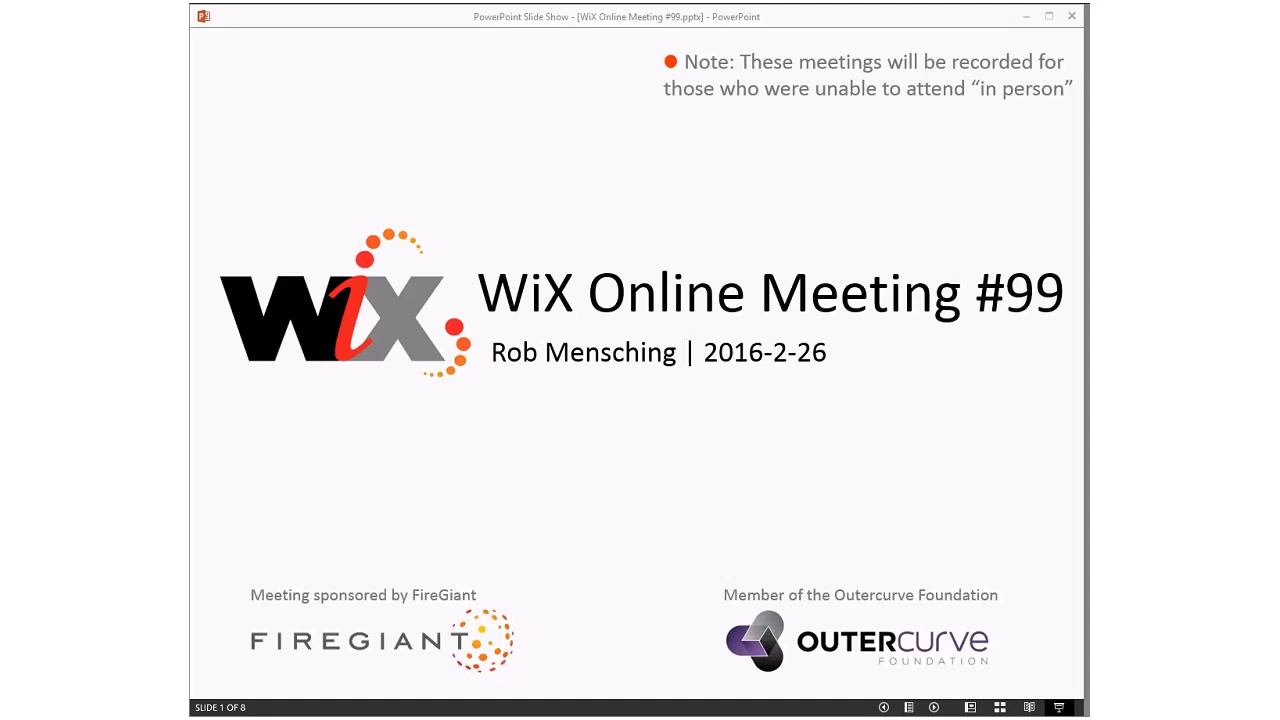 PowerPoint Slide Show - [WiX Online Meeting #99.pptx] - PowerPoint
Note: These meetings will be recorded for
those who were unable to attend “in person”
WiX
WiX Online Meeting #99
Rob Mensching | 2016-2-26
Meeting sponsored by FireGiant
FIREGIANT
Member of the Outercurve Foundation
OUTERCURVE
FOUNDATION
SLIDE 1 OF 8